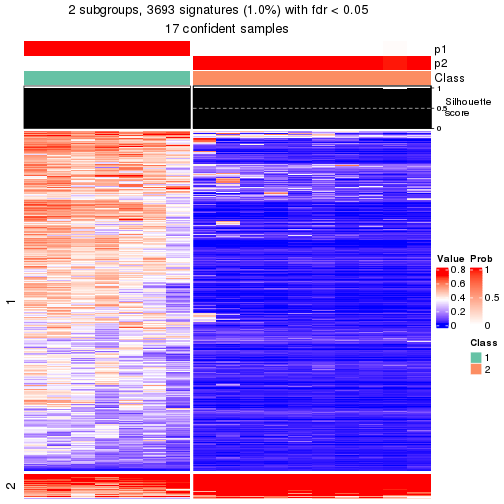 2 subgroups, 3693 signatures (1.0%) with fdr < 0.05
17 confident samples
p1
p2
Class
1
0.5
0
Silhouette
score
1
2
Value
0.8
0.6
0.4
0.2
0
Prob
1
0.5
0
Class
1
2